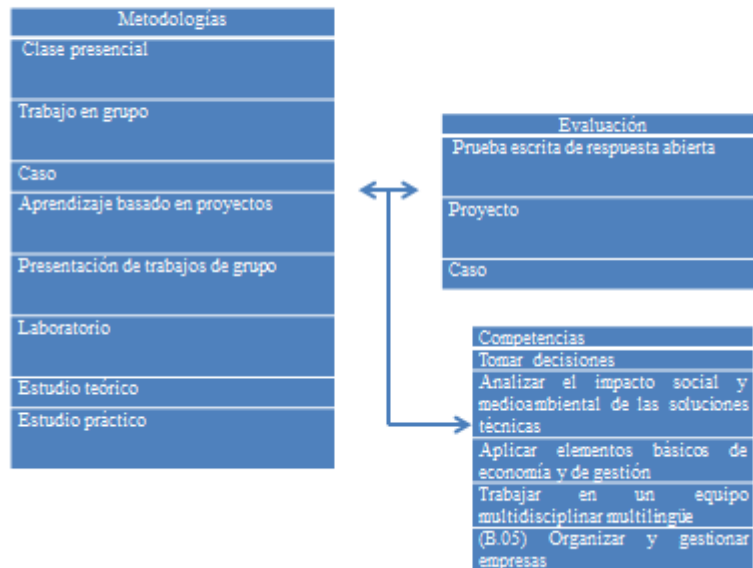 Metodologías
Clase presencial
Trabajo en grupo
Caso
Aprendizaje basado en proyectos
Presentación de trabajos de grupo
Laboratorio
Estudio teórico
Estudio práctico
Evaluación
Prueba escrita de respuesta abierta
Proyecto
Caso
Competencias
Tomar decisiones
Analizar el impacto social y
medioambiental de las soluciones
técnicas
Aplicar elementos básicos de
economía y de gestión
Trabajar en un equipo
multidisciplinar multilingüe
(B.05) Organizar y gestionar
empresas